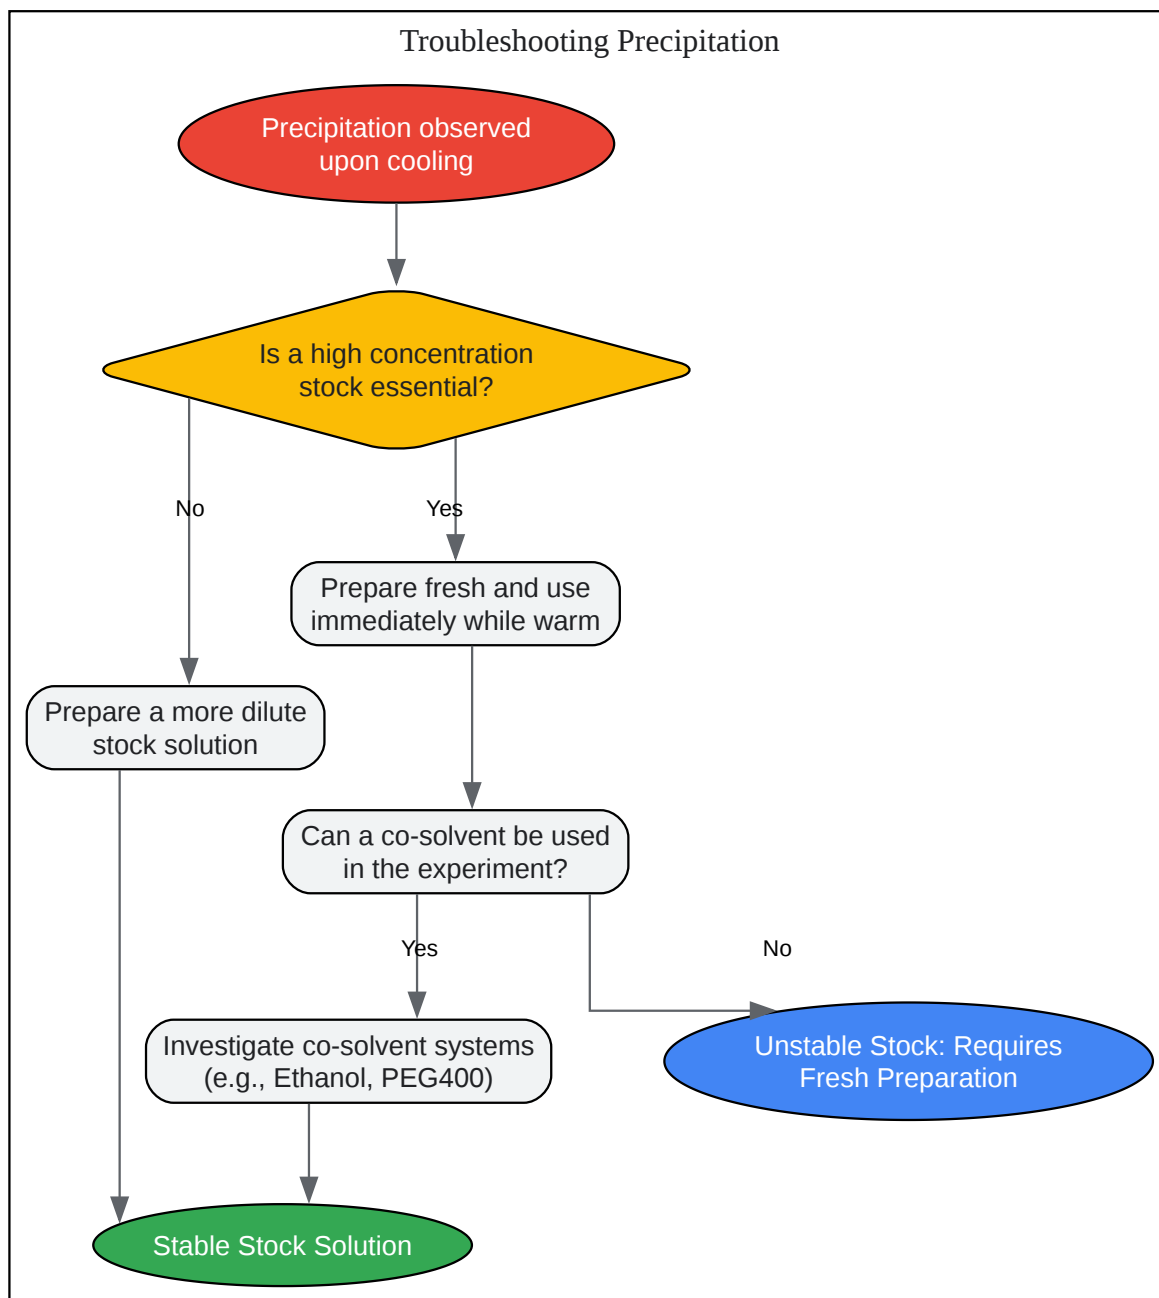 Troubleshooting Precipitation
Precipitation observed
upon cooling
Is a high concentration
stock essential?
No
Yes
Prepare fresh and use
immediately while warm
Prepare a more dilute
stock solution
Can a co-solvent be used
in the experiment?
Yes
No
Investigate co-solvent systems
(e.g., Ethanol, PEG400)
Unstable Stock: Requires
Fresh Preparation
Stable Stock Solution